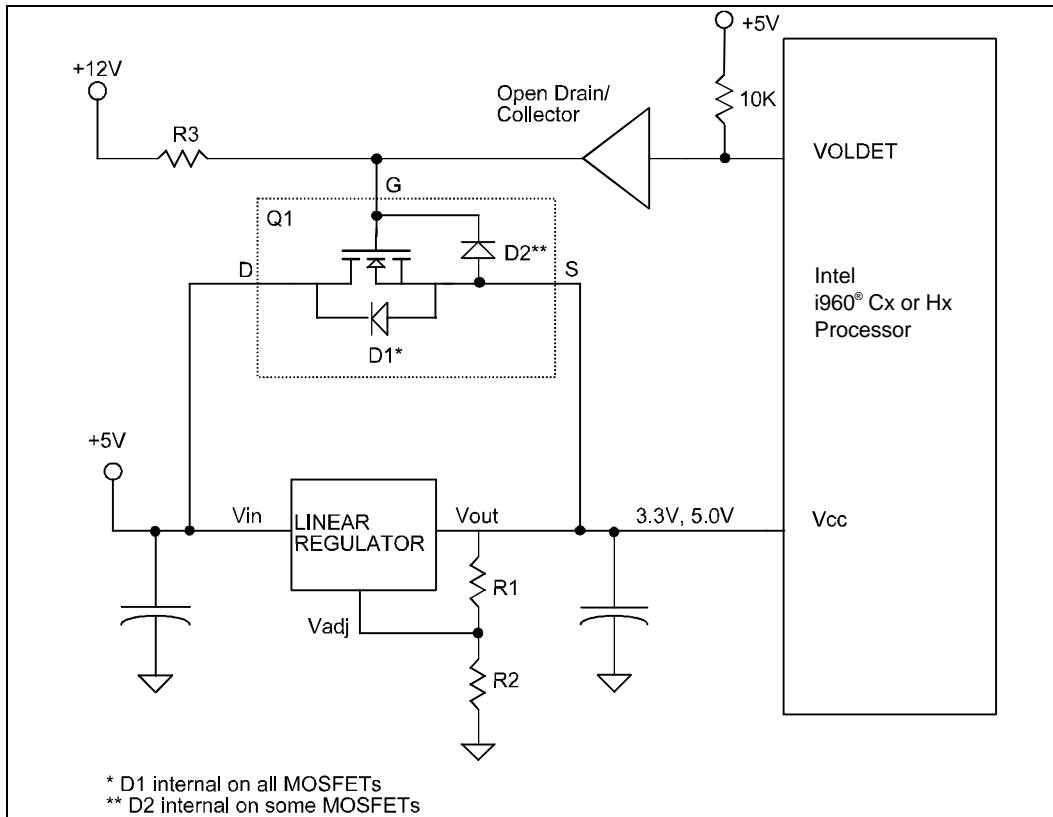 +5V
+12V
10K
Open Drain/
Collector
R3
VOLDET
G
Q1
D2**
D
S
D1*
Intel
i960® Cx or Hx
Processor
+5V
Vin
LINEAR
REGULATOR
Vout
3.3V, 5.0V
Vcc
R1
Vadj
R2
* D1 internal on all MOSFETs
** D2 internal on some MOSFETs